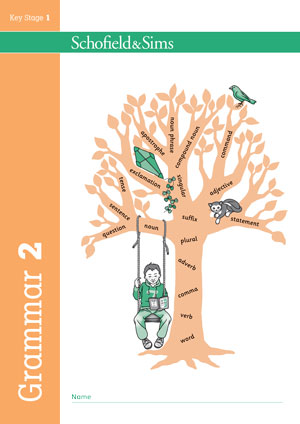 Key Stage 1
Schofield&Sims
apostrophe
noun phrase
compound noun
command
exclamation
singular
tense
adjective
sentence
suffix
statement
question
noun
plural
adverb
comma
verb
word
Grammar 2
Name